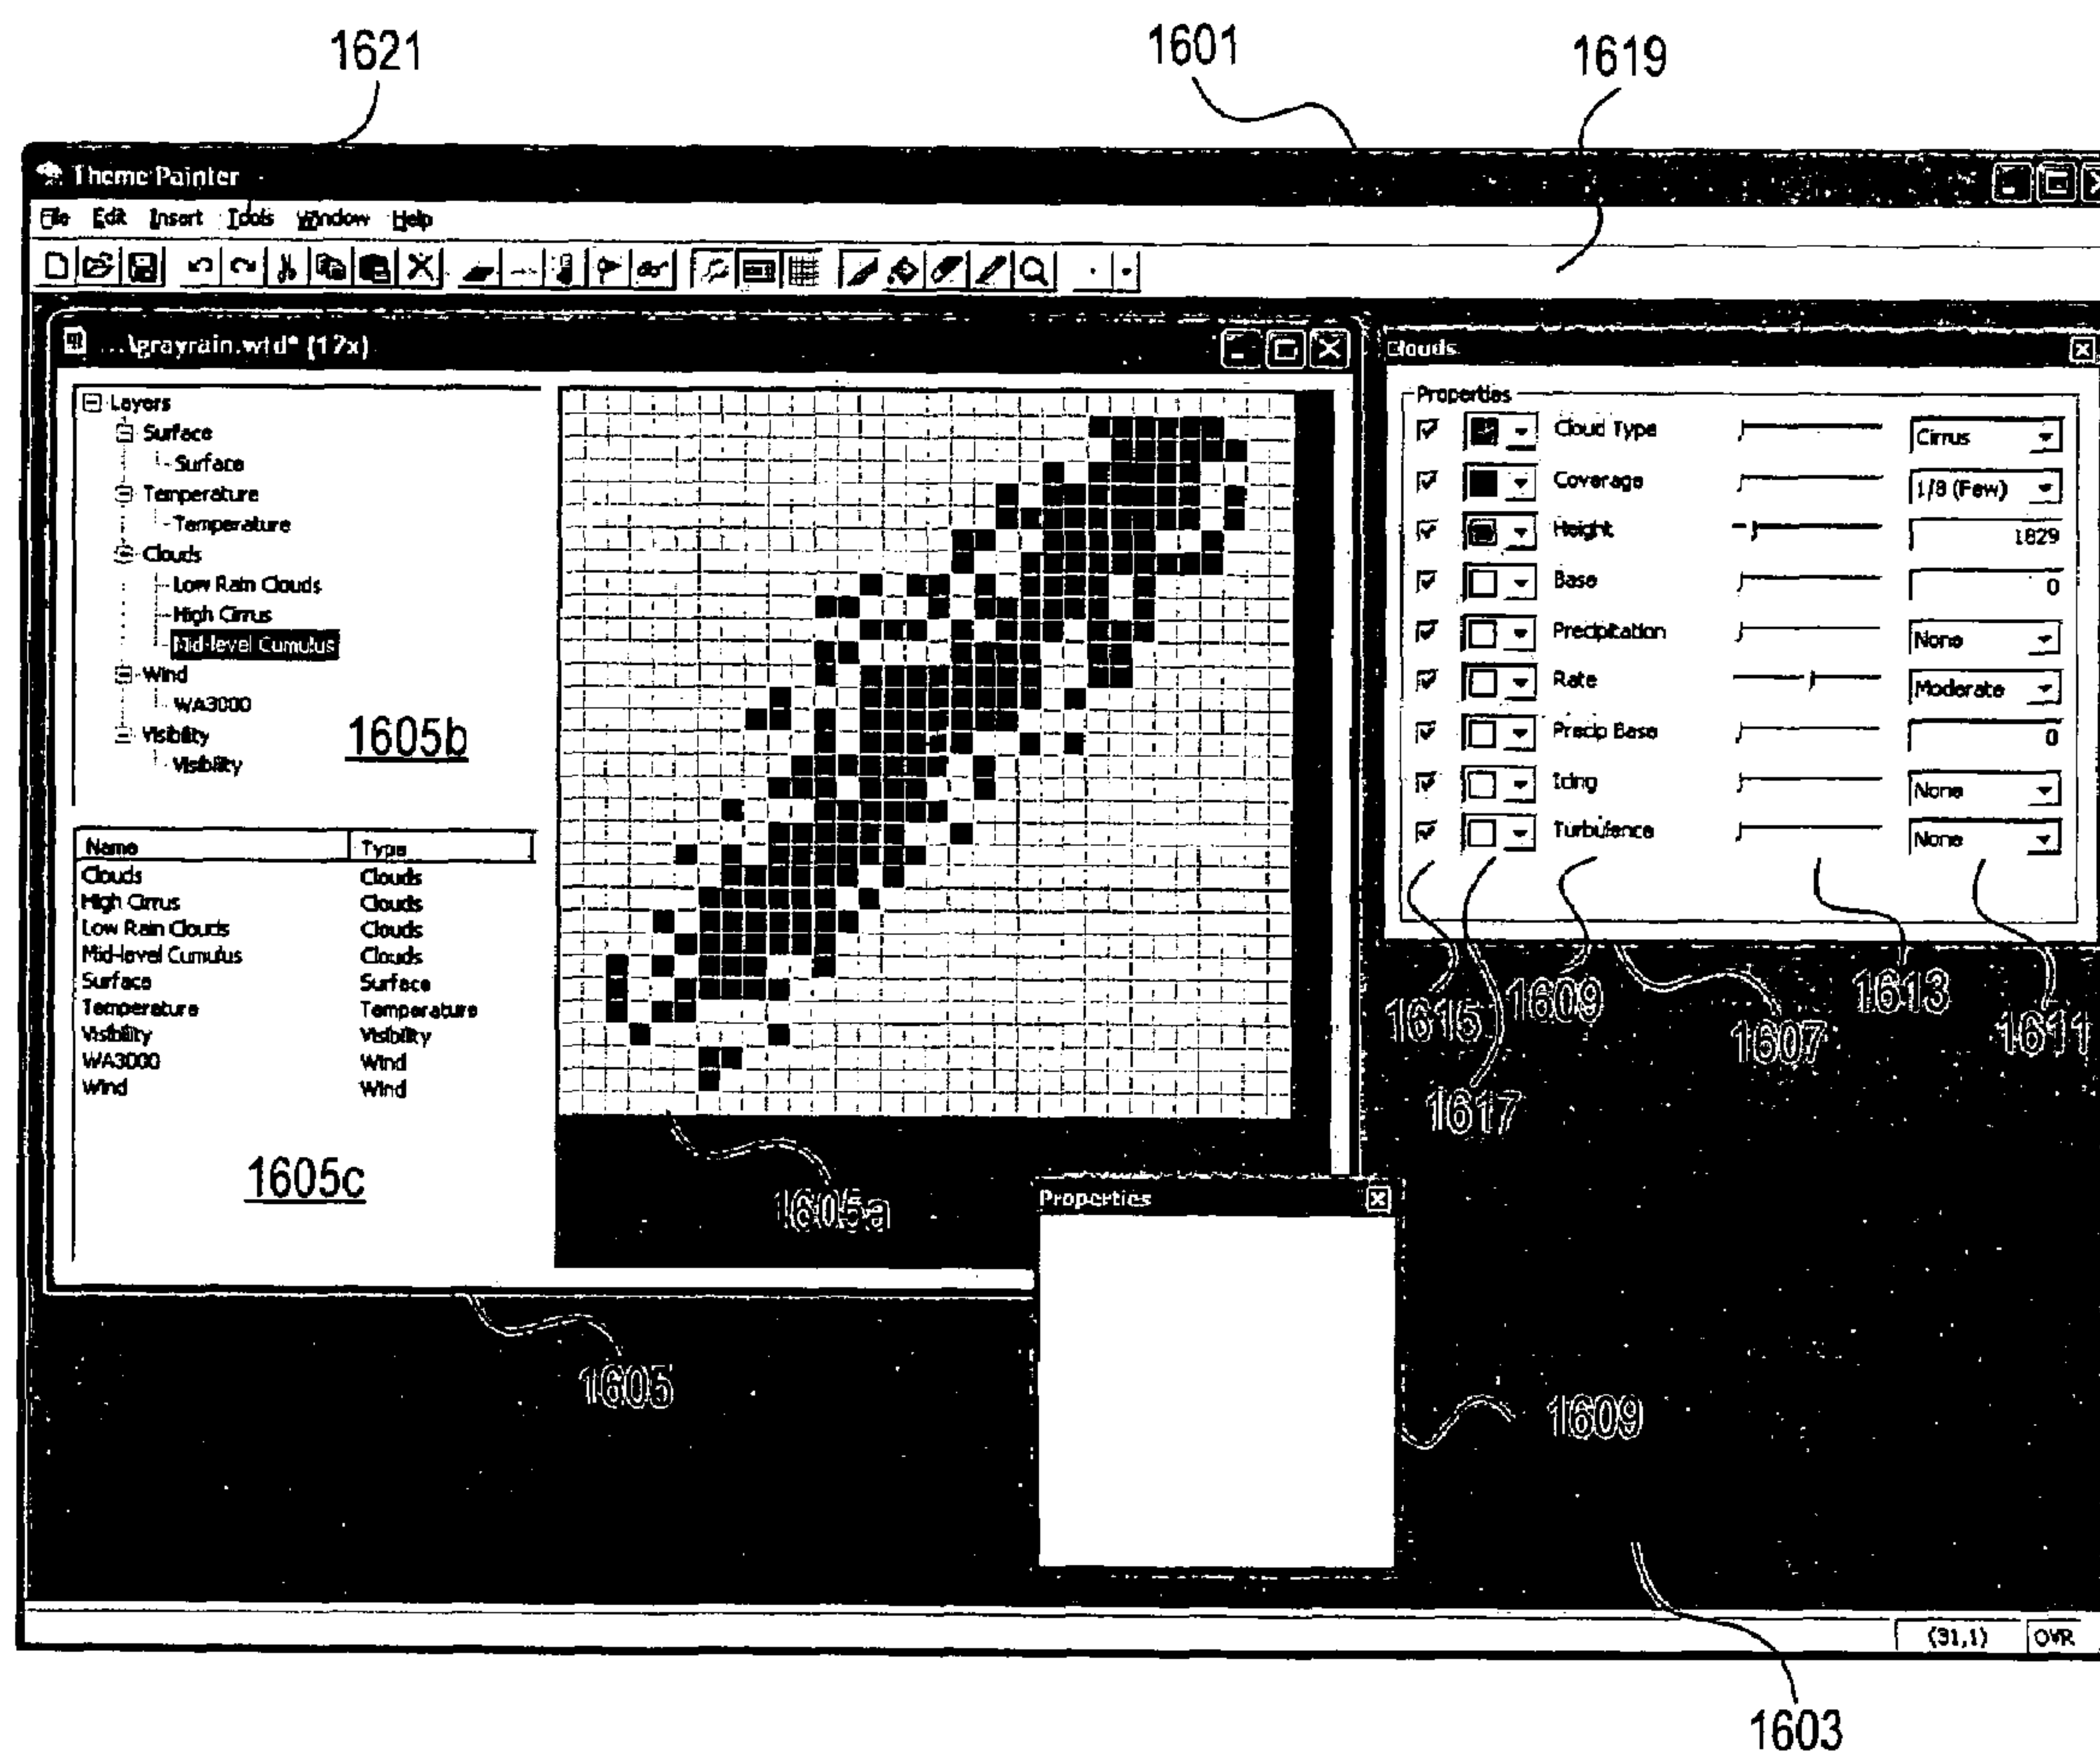 1621
1601
1619
Theme Painter
File Edit Insert Tools Window Help
...\grayrain.wtd* (12x)
Layers
Surface
Surface
Temperature
Temperature
Clouds
Low Rain Clouds
High Cirrus
Mid-level Cumulus
Wind
WA3000
Visibility
Visibility
1605b
Name Type
Clouds Clouds
High Cirrus Clouds
Low Rain Clouds Clouds
Mid-level Cumulus Clouds
Surface Surface
Temperature Temperature
Visibility Visibility
WA3000 Wind
Wind Wind
1605c
1605a
1605
Clouds
Properties
Cloud Type Cirrus
Coverage 1/8 (Few)
Height 1829
Base 0
Precipitation None
Rate Moderate
Precip Base 0
Icing None
Turbulence None
1615
1609
1613
1607
1611
1617
Properties
1609
(31,1) OVR
1603